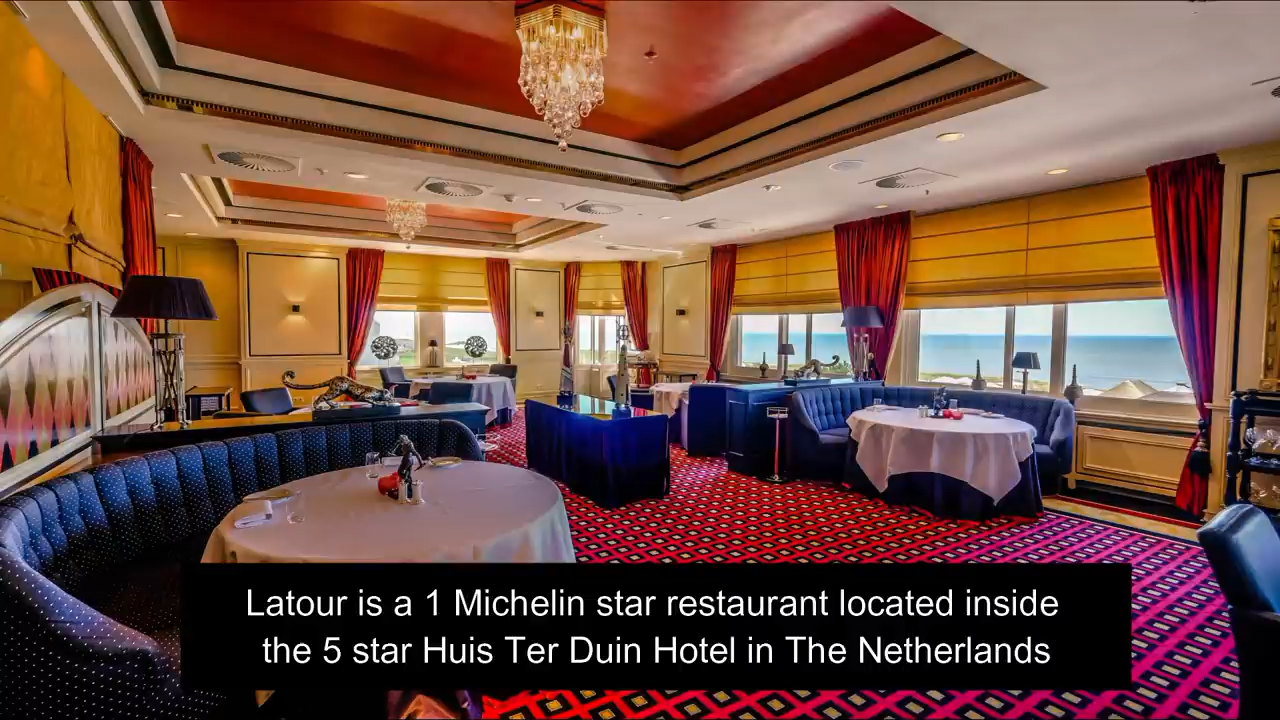 Latour is a 1 Michelin star restaurant located inside
the 5 star Huis Ter Duin Hotel in The Netherlands